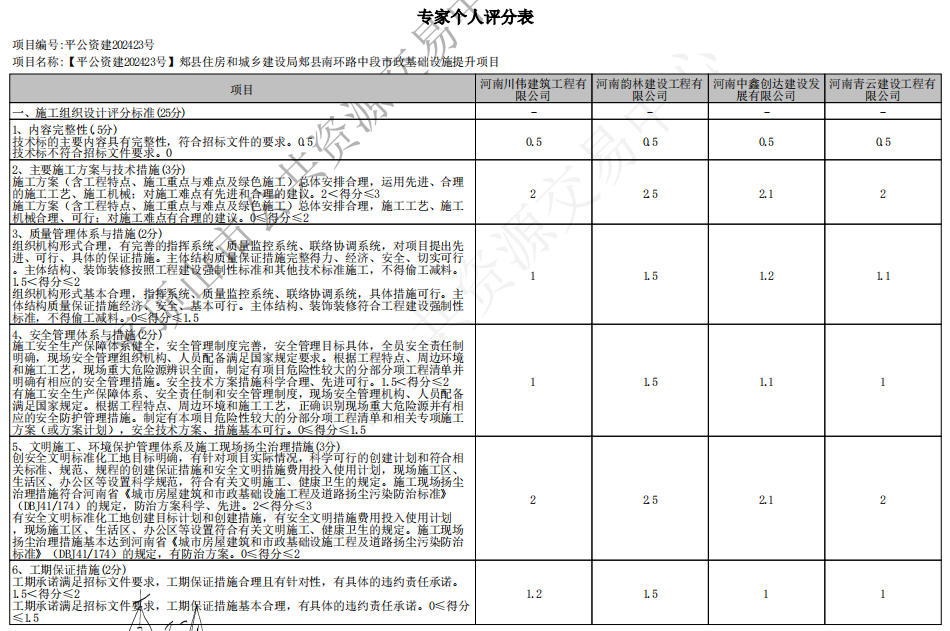 专家个人评分表
项目编号:平公资建202423号
项目名称:【平公资建202423号】郏县住房和城乡建设局郏县南环路中段市政基础设施提升项目
项目 河南川伟建筑工程有限公司 河南韵林建设工程有限公司 河南中鑫创达建设发展有限公司 河南青云建设工程有限公司
一、施工组织设计评分标准(25分) - - - -
1、内容完整性(.5分)
技术标的主要内容具有完整性,符合招标文件的要求。0.5
技术标不符合招标文件要求。0
0.5 0.5 0.5 0.5
2、主要施工方案与技术措施(3分)
施工方案(含工程特点、施工重点与难点及绿色施工)总体安排合理,运用先进、合理
的施工工艺、施工机械;对施工难点有先进和合理的建议。2<得分≤3
施工方案(含工程特点、施工重点与难点及绿色施工)总体安排合理,施工工艺、施工
机械合理、可行;对施工难点有合理的建议。0≤得分≤2
2 2.5 2.1 2
3、质量管理体系与措施(2分)
组织机构形式合理,有完善的指挥系统、质量监控系统、联络协调系统,对项目提出先
进、可行、具体的保证措施。主体结构质量保证措施完整得力、经济、安全、切实可行
。主体结构、装饰装修按照工程建设强制性标准和其他技术标准施工,不得偷工减料。
1.5<得分≤2
组织机构形式基本合理,指挥系统、质量监控系统、联络协调系统,具体措施可行。主
体结构质量保证措施经济、安全、基本可行。主体结构、装饰装修符合工程建设强制性
标准,不得偷工减料。0≤得分≤1.5
1 1.5 1.2 1.1
4、安全管理体系与措施(2分)
施工安全生产保障体系健全,安全管理制度完善,安全管理目标具体,全员安全责任制
明确,现场安全管理组织机构、人员配备满足国家规定要求。根据工程特点、周边环境
和施工工艺,现场重大危险源辨识全面,制定有项目危险性较大的分部分项工程清单并
明确有相应的安全管理措施。安全技术方案措施科学合理、先进可行。1.5<得分≤2
有施工安全生产保障体系、安全责任制和安全管理制度,现场安全管理机构、人员配备
满足国家规定。根据工程特点、周边环境和施工工艺,正确识别现场重大危险源并有相
应的安全防护管理措施。制定有本项目危险性较大的分部分项工程清单和相关专项施工
方案(或方案计划),安全技术方案、措施基本可行。0≤得分≤1.5
1 1.5 1.1 1
5、文明施工、环境保护管理体系及施工现场扬尘治理措施(3分)
创安全文明标准化工地目标明确,有针对项目实际情况,科学可行的创建计划和符合相
关标准、规范、规程的创建保证措施和安全文明措施费用投入使用计划,现场施工区、
生活区、办公区等设置科学规范,符合有关文明施工、健康卫生的规定。施工现场扬尘
治理措施符合河南省《城市房屋建筑和市政基础设施工程及道路扬尘污染防治标准》
(DBJ41/174)的规定,防治方案科学、先进。2<得分≤3
有安全文明标准化工地创建目标计划和创建措施,有安全文明措施费用投入使用计划
,现场施工区、生活区、办公区等设置符合有关文明施工、健康卫生的规定。施工现场
扬尘治理措施基本达到河南省《城市房屋建筑和市政基础设施工程及道路扬尘污染防治
标准》(DBJ41/174)的规定,有防治方案。0≤得分≤2
2 2.5 2.1 2
6、工期保证措施(2分)
工期承诺满足招标文件要求,工期保证措施合理且有针对性,有具体的违约责任承诺。
1.5<得分≤2
工期承诺满足招标文件要求,工期保证措施基本合理,有具体的违约责任承诺。0≤得分
≤1.5
1.2 1.5 1 1